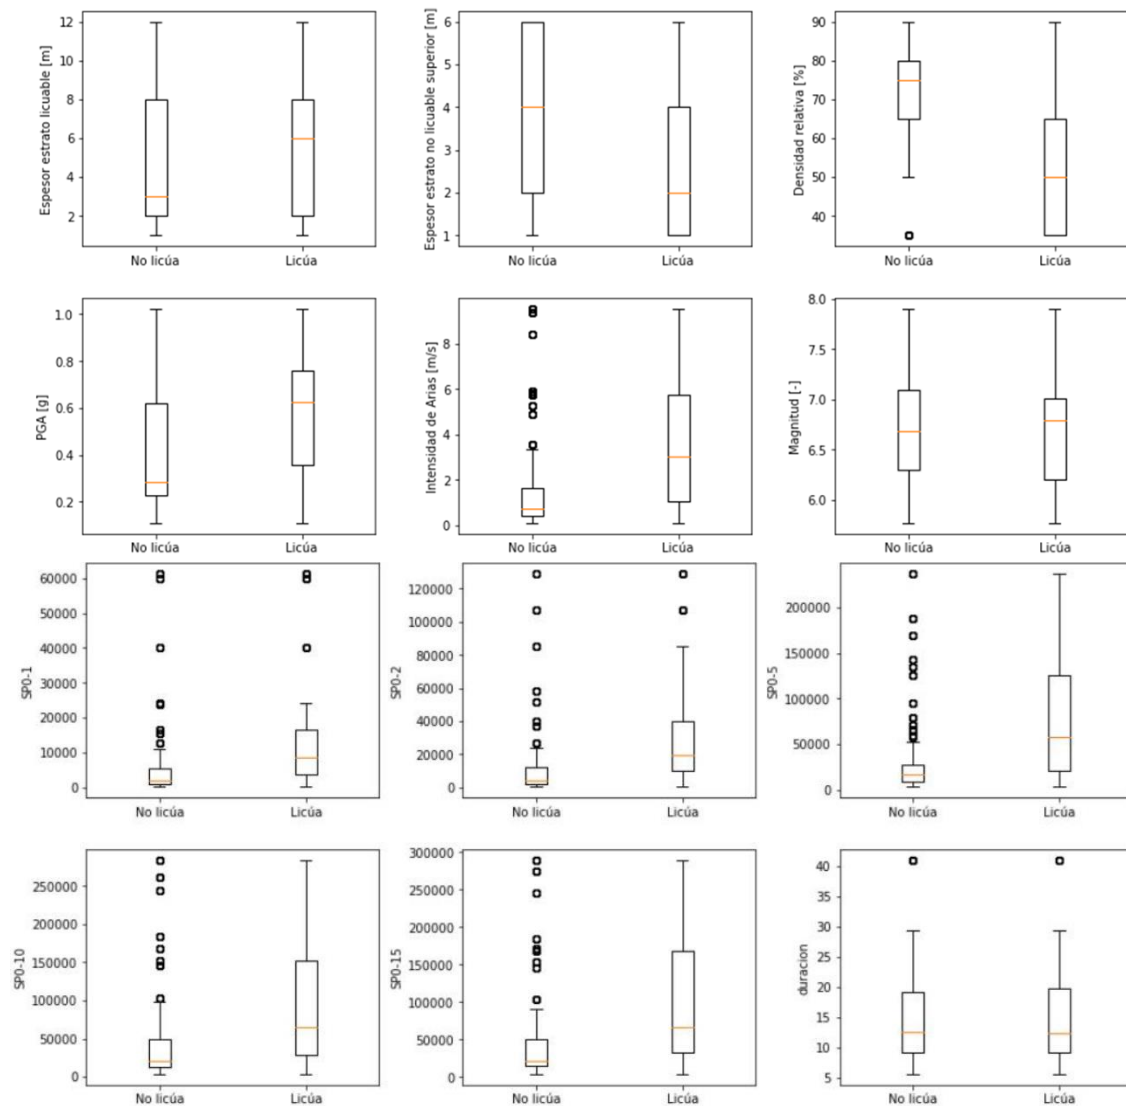 Espesor estrato licuable [m]
12
10
8
6
4
2
No licúa
Licúa
Espesor estrato no licuable superior [m]
6
5
4
3
2
1
No licúa
Licúa
Densidad relativa [%]
90
80
70
60
50
40
No licúa
Licúa
PGA [g]
1.0
0.8
0.6
0.4
0.2
No licúa
Licúa
Intensidad de Arias [m/s]
8
6
4
2
0
No licúa
Licúa
Magnitud [-]
8.0
7.5
7.0
6.5
6.0
No licúa
Licúa
SP0-1
60000
50000
40000
30000
20000
10000
0
No licúa
Licúa
SP0-2
120000
100000
80000
60000
40000
20000
0
No licúa
Licúa
SP0-5
200000
150000
100000
50000
0
No licúa
Licúa
SP0-10
250000
200000
150000
100000
50000
0
No licúa
Licúa
SP0-15
300000
250000
200000
150000
100000
50000
0
No licúa
Licúa
duracion
40
35
30
25
20
15
10
5
No licúa
Licúa